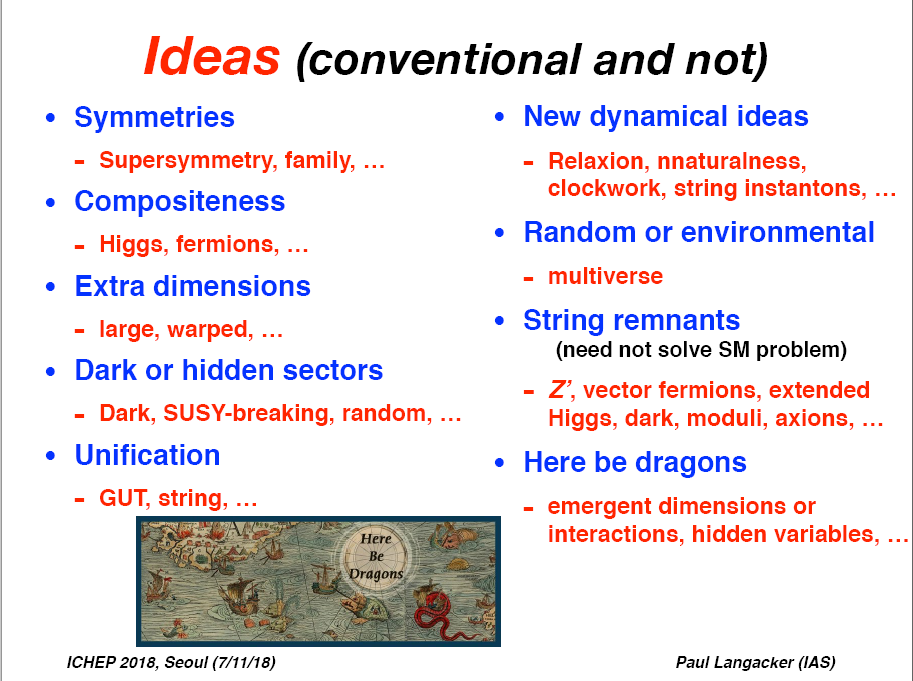 Ideas (conventional and not)
• Symmetries
- Supersymmetry, family, …
• Compositeness
- Higgs, fermions, …
• Extra dimensions
- large, warped, …
• Dark or hidden sectors
- Dark, SUSY-breaking, random, …
• Unification
- GUT, string, …
Here
Be
Dragons
• New dynamical ideas
- Relaxion, nnaturalness,
clockwork, string instantons, …
• Random or environmental
- multiverse
• String remnants
(need not solve SM problem)
- Z’, vector fermions, extended
Higgs, dark, moduli, axions, …
• Here be dragons
- emergent dimensions or
interactions, hidden variables, …
ICHEP 2018, Seoul (7/11/18)
Paul Langacker (IAS)